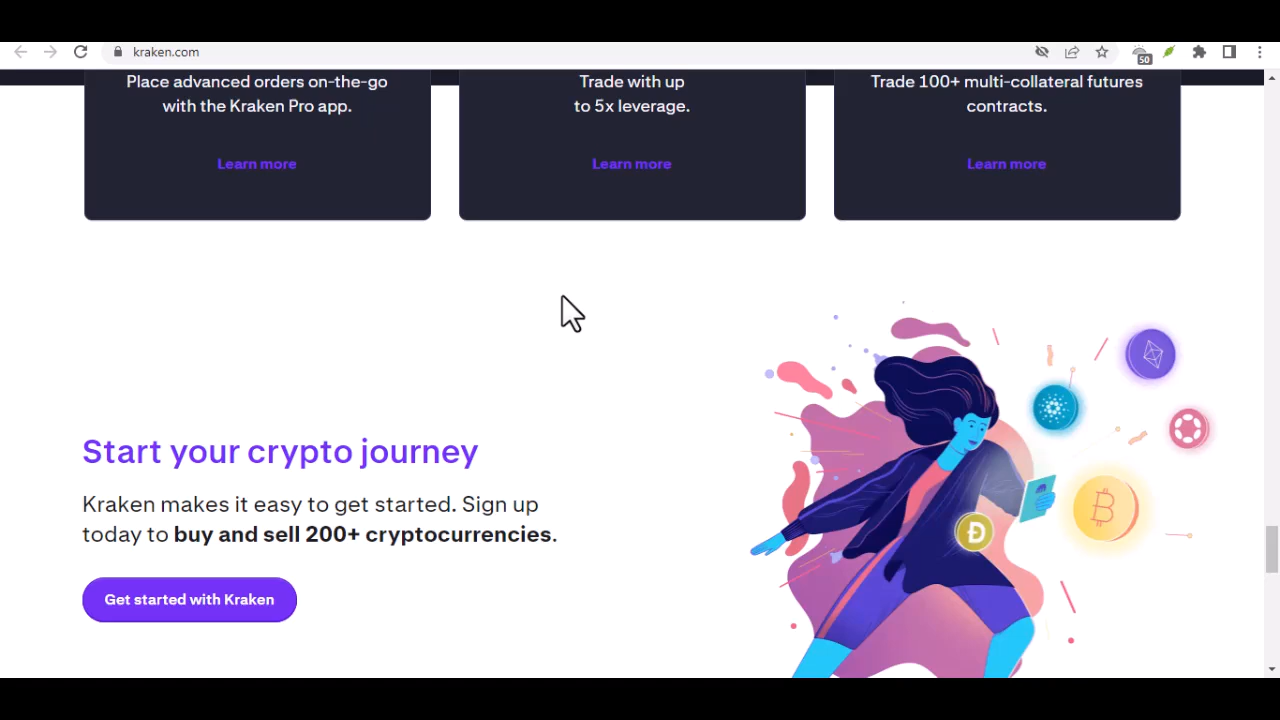 kraken.com
50
Place advanced orders on-the-go
with the Kraken Pro app.
Learn more
Trade with up
to 5x leverage.
Learn more
Trade 100+ multi-collateral futures
contracts.
Learn more
Start your crypto journey
Kraken makes it easy to get started. Sign up
today to buy and sell 200+ cryptocurrencies.
Get started with Kraken